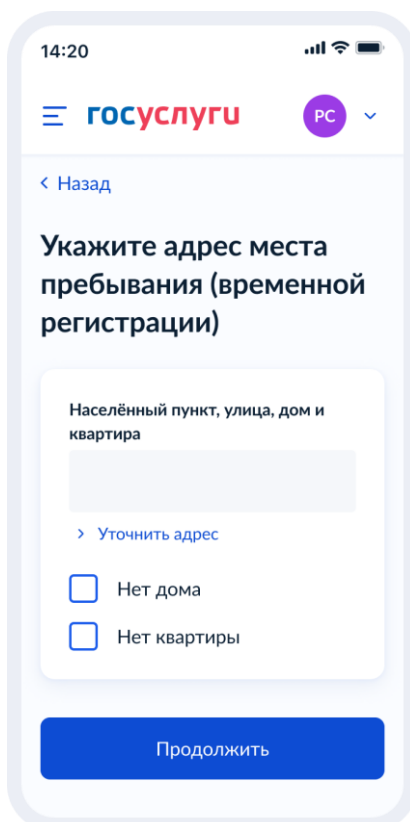 14:20
госуслуги
РС
Назад
Укажите адрес места
пребывания (временной
регистрации)
Населённый пункт, улица, дом и
квартира
Уточнить адрес
Нет дома
Нет квартиры
Продолжить